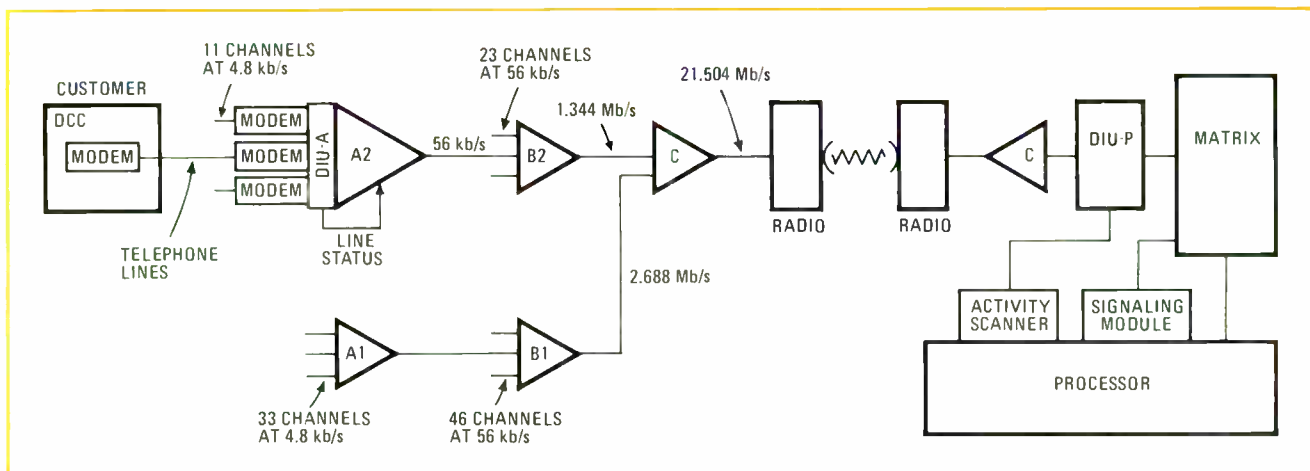 11 CHANNELS
AT 4.8 kb/s
23 CHANNELS
AT 56 kb/s
21.504 Mb/s
CUSTOMER
DCC
MODEM
TELEPHONE
LINES
MODEM
MODEM
MODEM
DIU-A
A2
LINE
STATUS
56 kb/s
B2
1.344 Mb/s
C
RADIO
RADIO
C
DIU-P
MATRIX
2.688 Mb/s
A1
B1
33 CHANNELS
AT 4.8 kb/s
46 CHANNELS
AT 56 kb/s
ACTIVITY
SCANNER
SIGNALING
MODULE
PROCESSOR